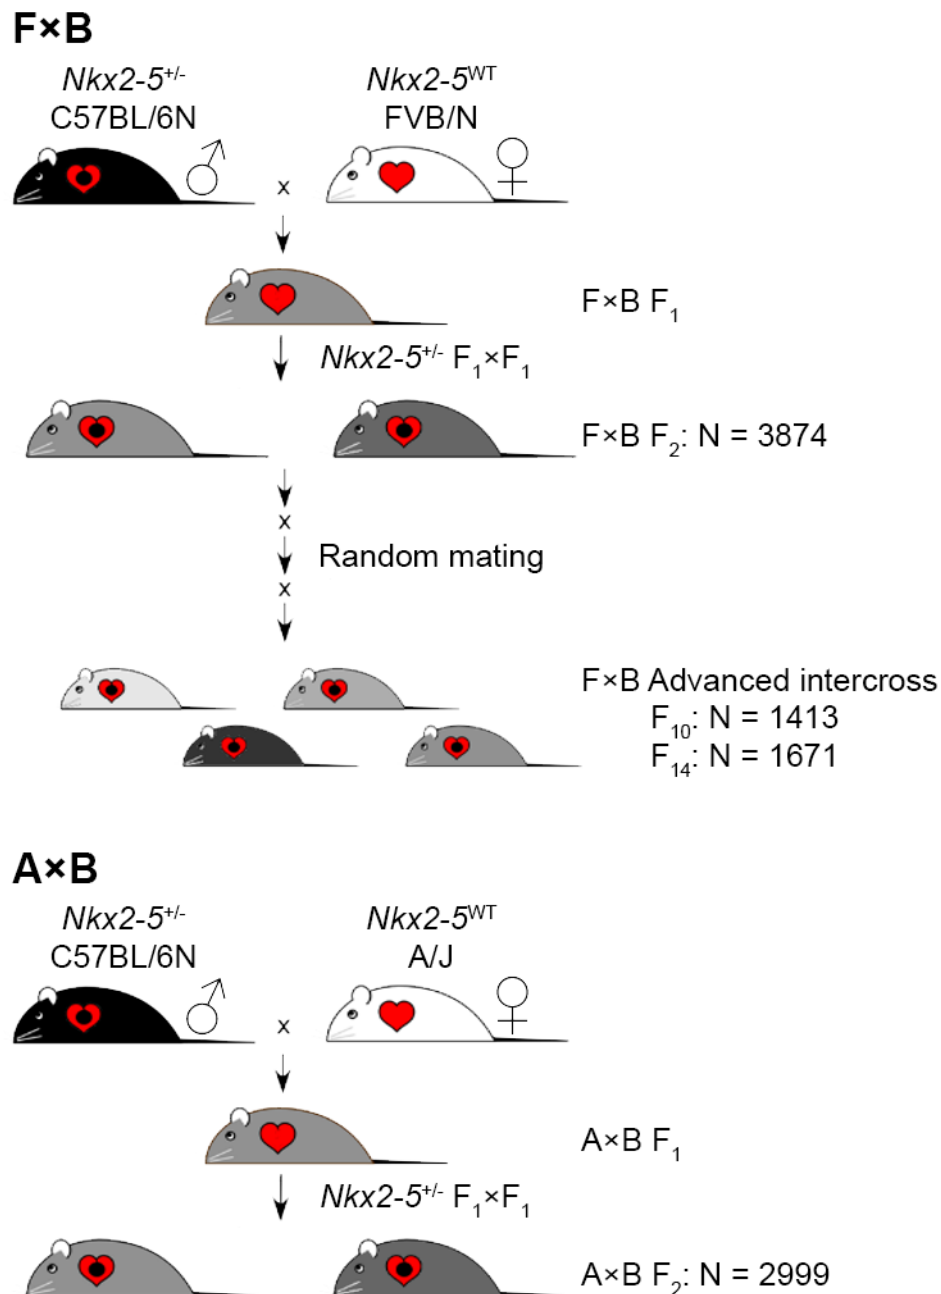 F×B
Nkx2-5+/- Nkx2-5WT
C57BL/6N FVB/N
♂ x ♀
F×B F1
Nkx2-5+/- F1×F1
F×B F2: N = 3874
x
Random mating
x
F×B Advanced intercross
F10: N = 1413
F14: N = 1671
A×B
Nkx2-5+/- Nkx2-5WT
C57BL/6N A/J
♂ x ♀
A×B F1
Nkx2-5+/- F1×F1
A×B F2: N = 2999